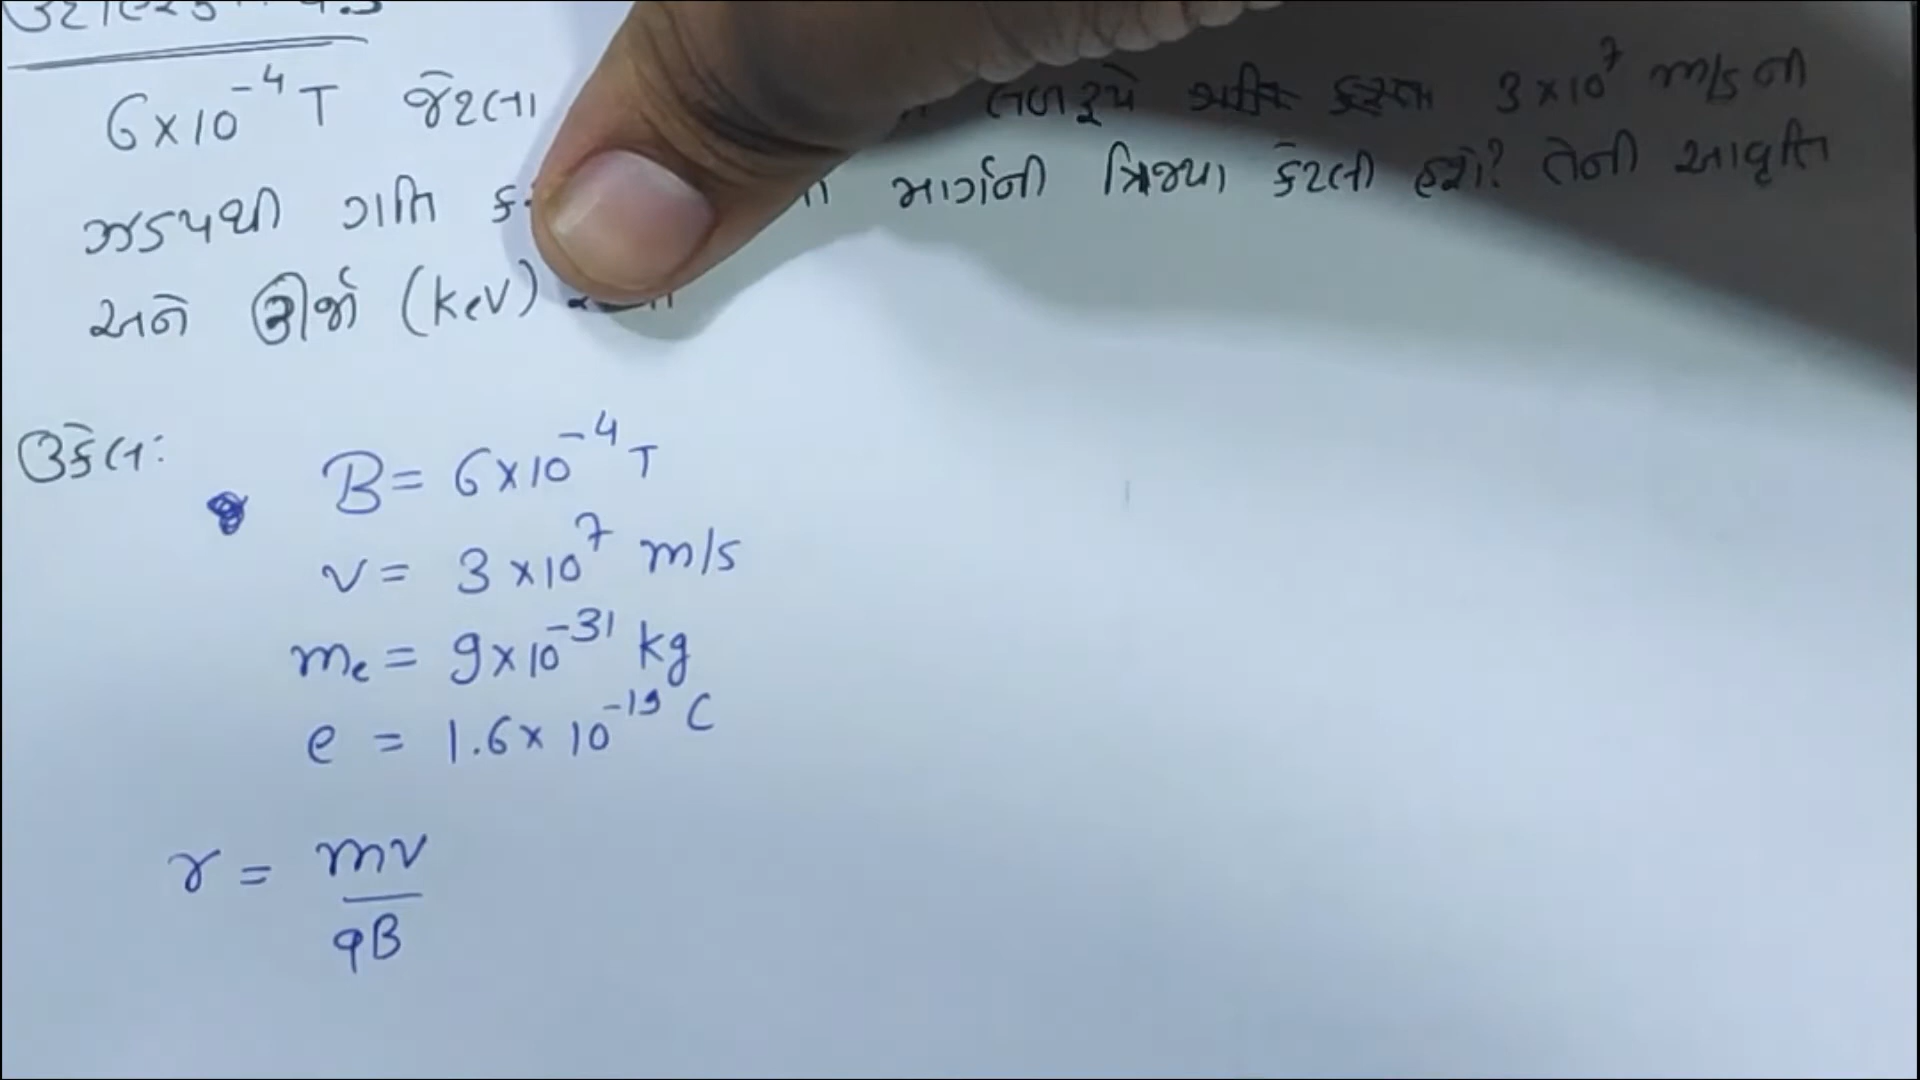 6×10⁻⁴ T જેટલા લંબરૂપે 3×10⁷ m/s ની
ઝડપથી ગતિ માર્ગની ત્રિજ્યા કેટલી હશે? તેની આવૃતિ
અને ઊર્જા (keV)
ઉકેલ:
B = 6×10⁻⁴ T
v = 3×10⁷ m/s
mₑ = 9×10⁻³¹ kg
e = 1.6×10⁻¹⁹ C
r = mv
qB